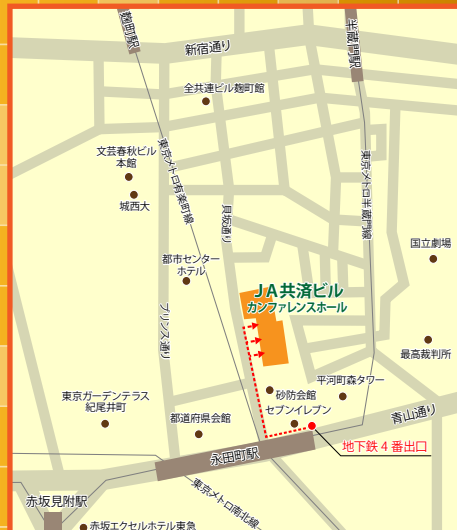 麹町駅
半蔵門駅
新宿通り
全共連ビル麹町館
文芸春秋ビル
本館
東京メトロ有楽町線
東京メトロ半蔵門線
城西大
貝坂通り
国立劇場
都市センター
ホテル
JA共済ビル
カンファレンスホール
プリンス通り
最高裁判所
平河町森タワー
東京ガーデンテラス
紀尾井町
砂防会館
セブンイレブン
都道府県会館
青山通り
地下鉄4番出口
永田町駅
赤坂見附駅
東京メトロ南北線
赤坂エクセルホテル東急